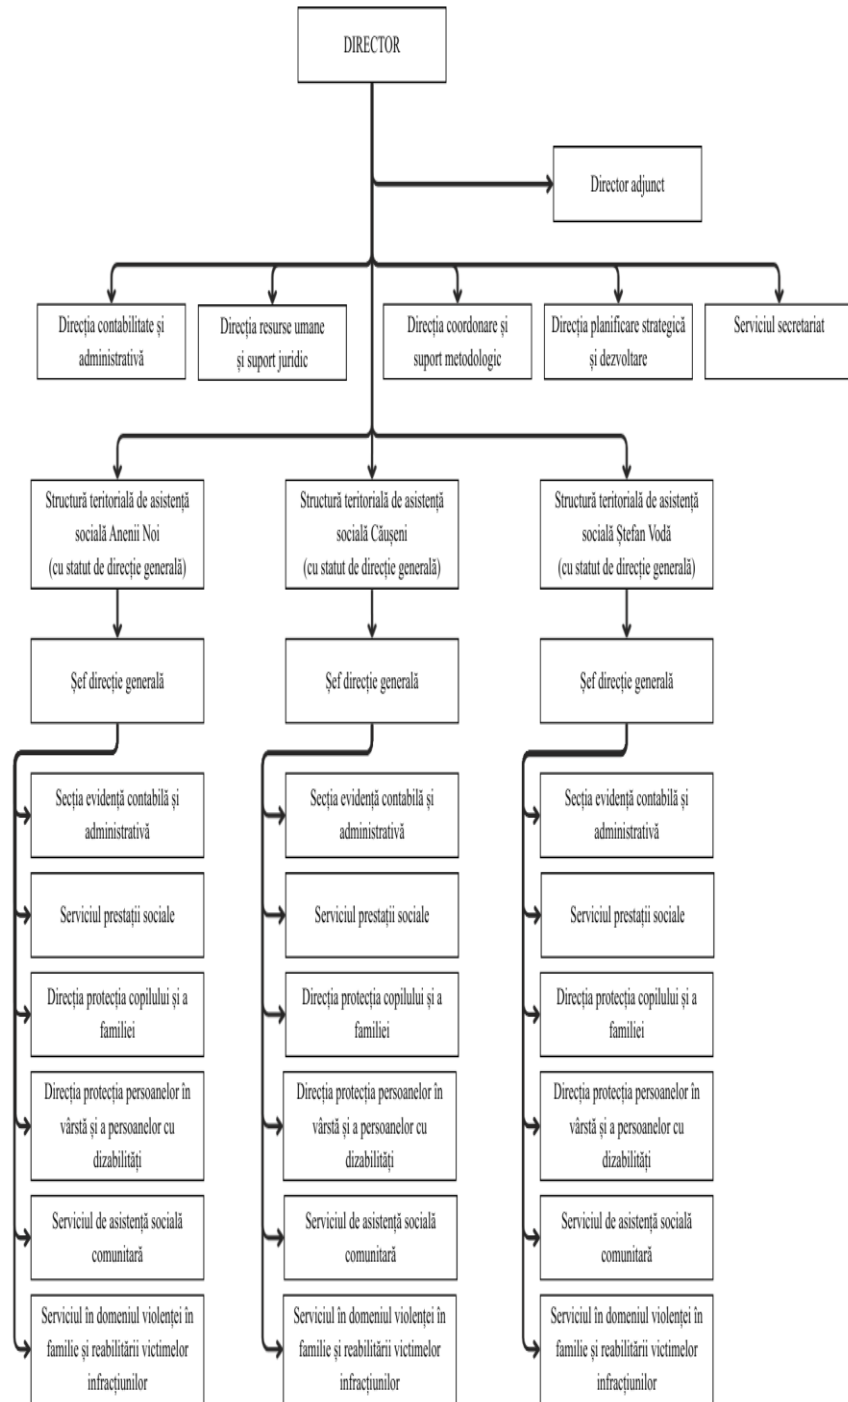 DIRECTOR
Director adjunct
Direcția contabilitate și
administrativă
Direcția resurse umane
și suport juridic
Direcția coordonare și
suport metodologic
Direcția planificare strategică
și dezvoltare
Serviciul secretariat
Structură teritorială de asistență
socială Anenii Noi
(cu statut de direcție generală)
Structură teritorială de asistență
socială Căușeni
(cu statut de direcție generală)
Structură teritorială de asistență
socială Ștefan Vodă
(cu statut de direcție generală)
Șef direcție generală
Șef direcție generală
Șef direcție generală
Secția evidență contabilă și
administrativă
Serviciul prestații sociale
Direcția protecția copilului și a
familiei
Direcția protecția persoanelor în
vârstă și a persoanelor cu
dizabilități
Serviciul de asistență socială
comunitară
Serviciul în domeniul violenței în
familie și reabilitării victimelor
infracțiunilor
Secția evidență contabilă și
administrativă
Serviciul prestații sociale
Direcția protecția copilului și a
familiei
Direcția protecția persoanelor în
vârstă și a persoanelor cu
dizabilități
Serviciul de asistență socială
comunitară
Serviciul în domeniul violenței în
familie și reabilitării victimelor
infracțiunilor
Secția evidență contabilă și
administrativă
Serviciul prestații sociale
Direcția protecția copilului și a
familiei
Direcția protecția persoanelor în
vârstă și a persoanelor cu
dizabilități
Serviciul de asistență socială
comunitară
Serviciul în domeniul violenței în
familie și reabilitării victimelor
infracțiunilor